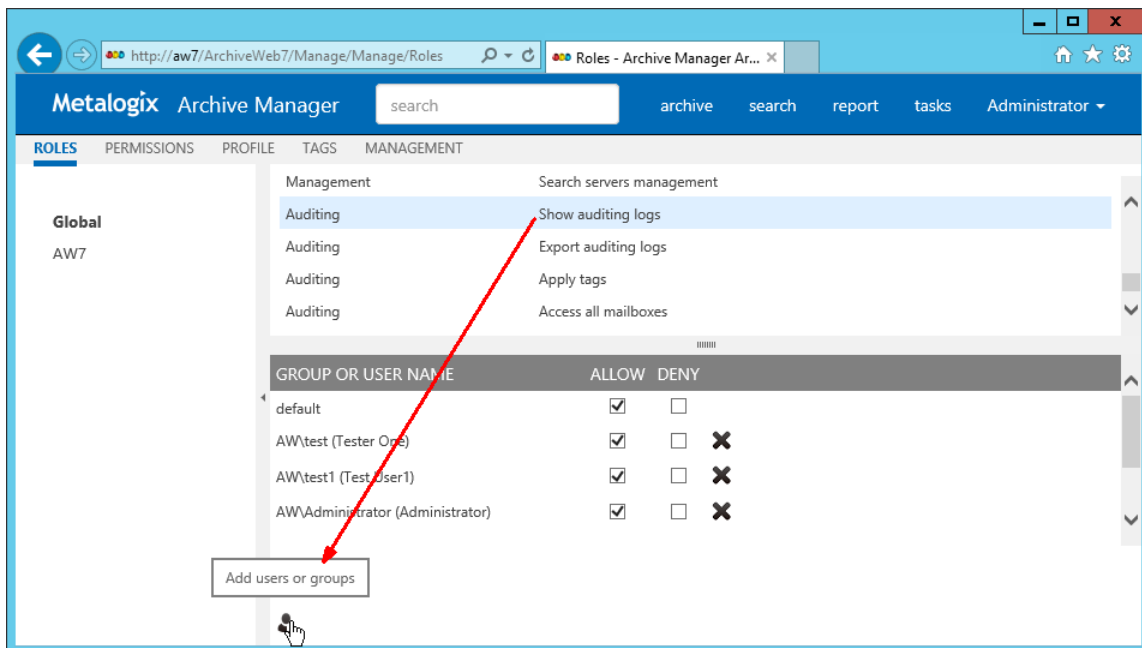 x
http://aw7/ArchiveWeb7/Manage/Manage/Roles
Roles - Archive Manager Ar...
Metalogix Archive Manager search archive search report tasks Administrator
ROLES PERMISSIONS PROFILE TAGS MANAGEMENT
Management Search servers management
Global
Auditing Show auditing logs
AW7
Auditing Export auditing logs
Auditing Apply tags
Auditing Access all mailboxes
GROUP OR USER NAME ALLOW DENY
default
AW\test (Tester One)
AW\test1 (Test User1)
AW\Administrator (Administrator)
Add users or groups